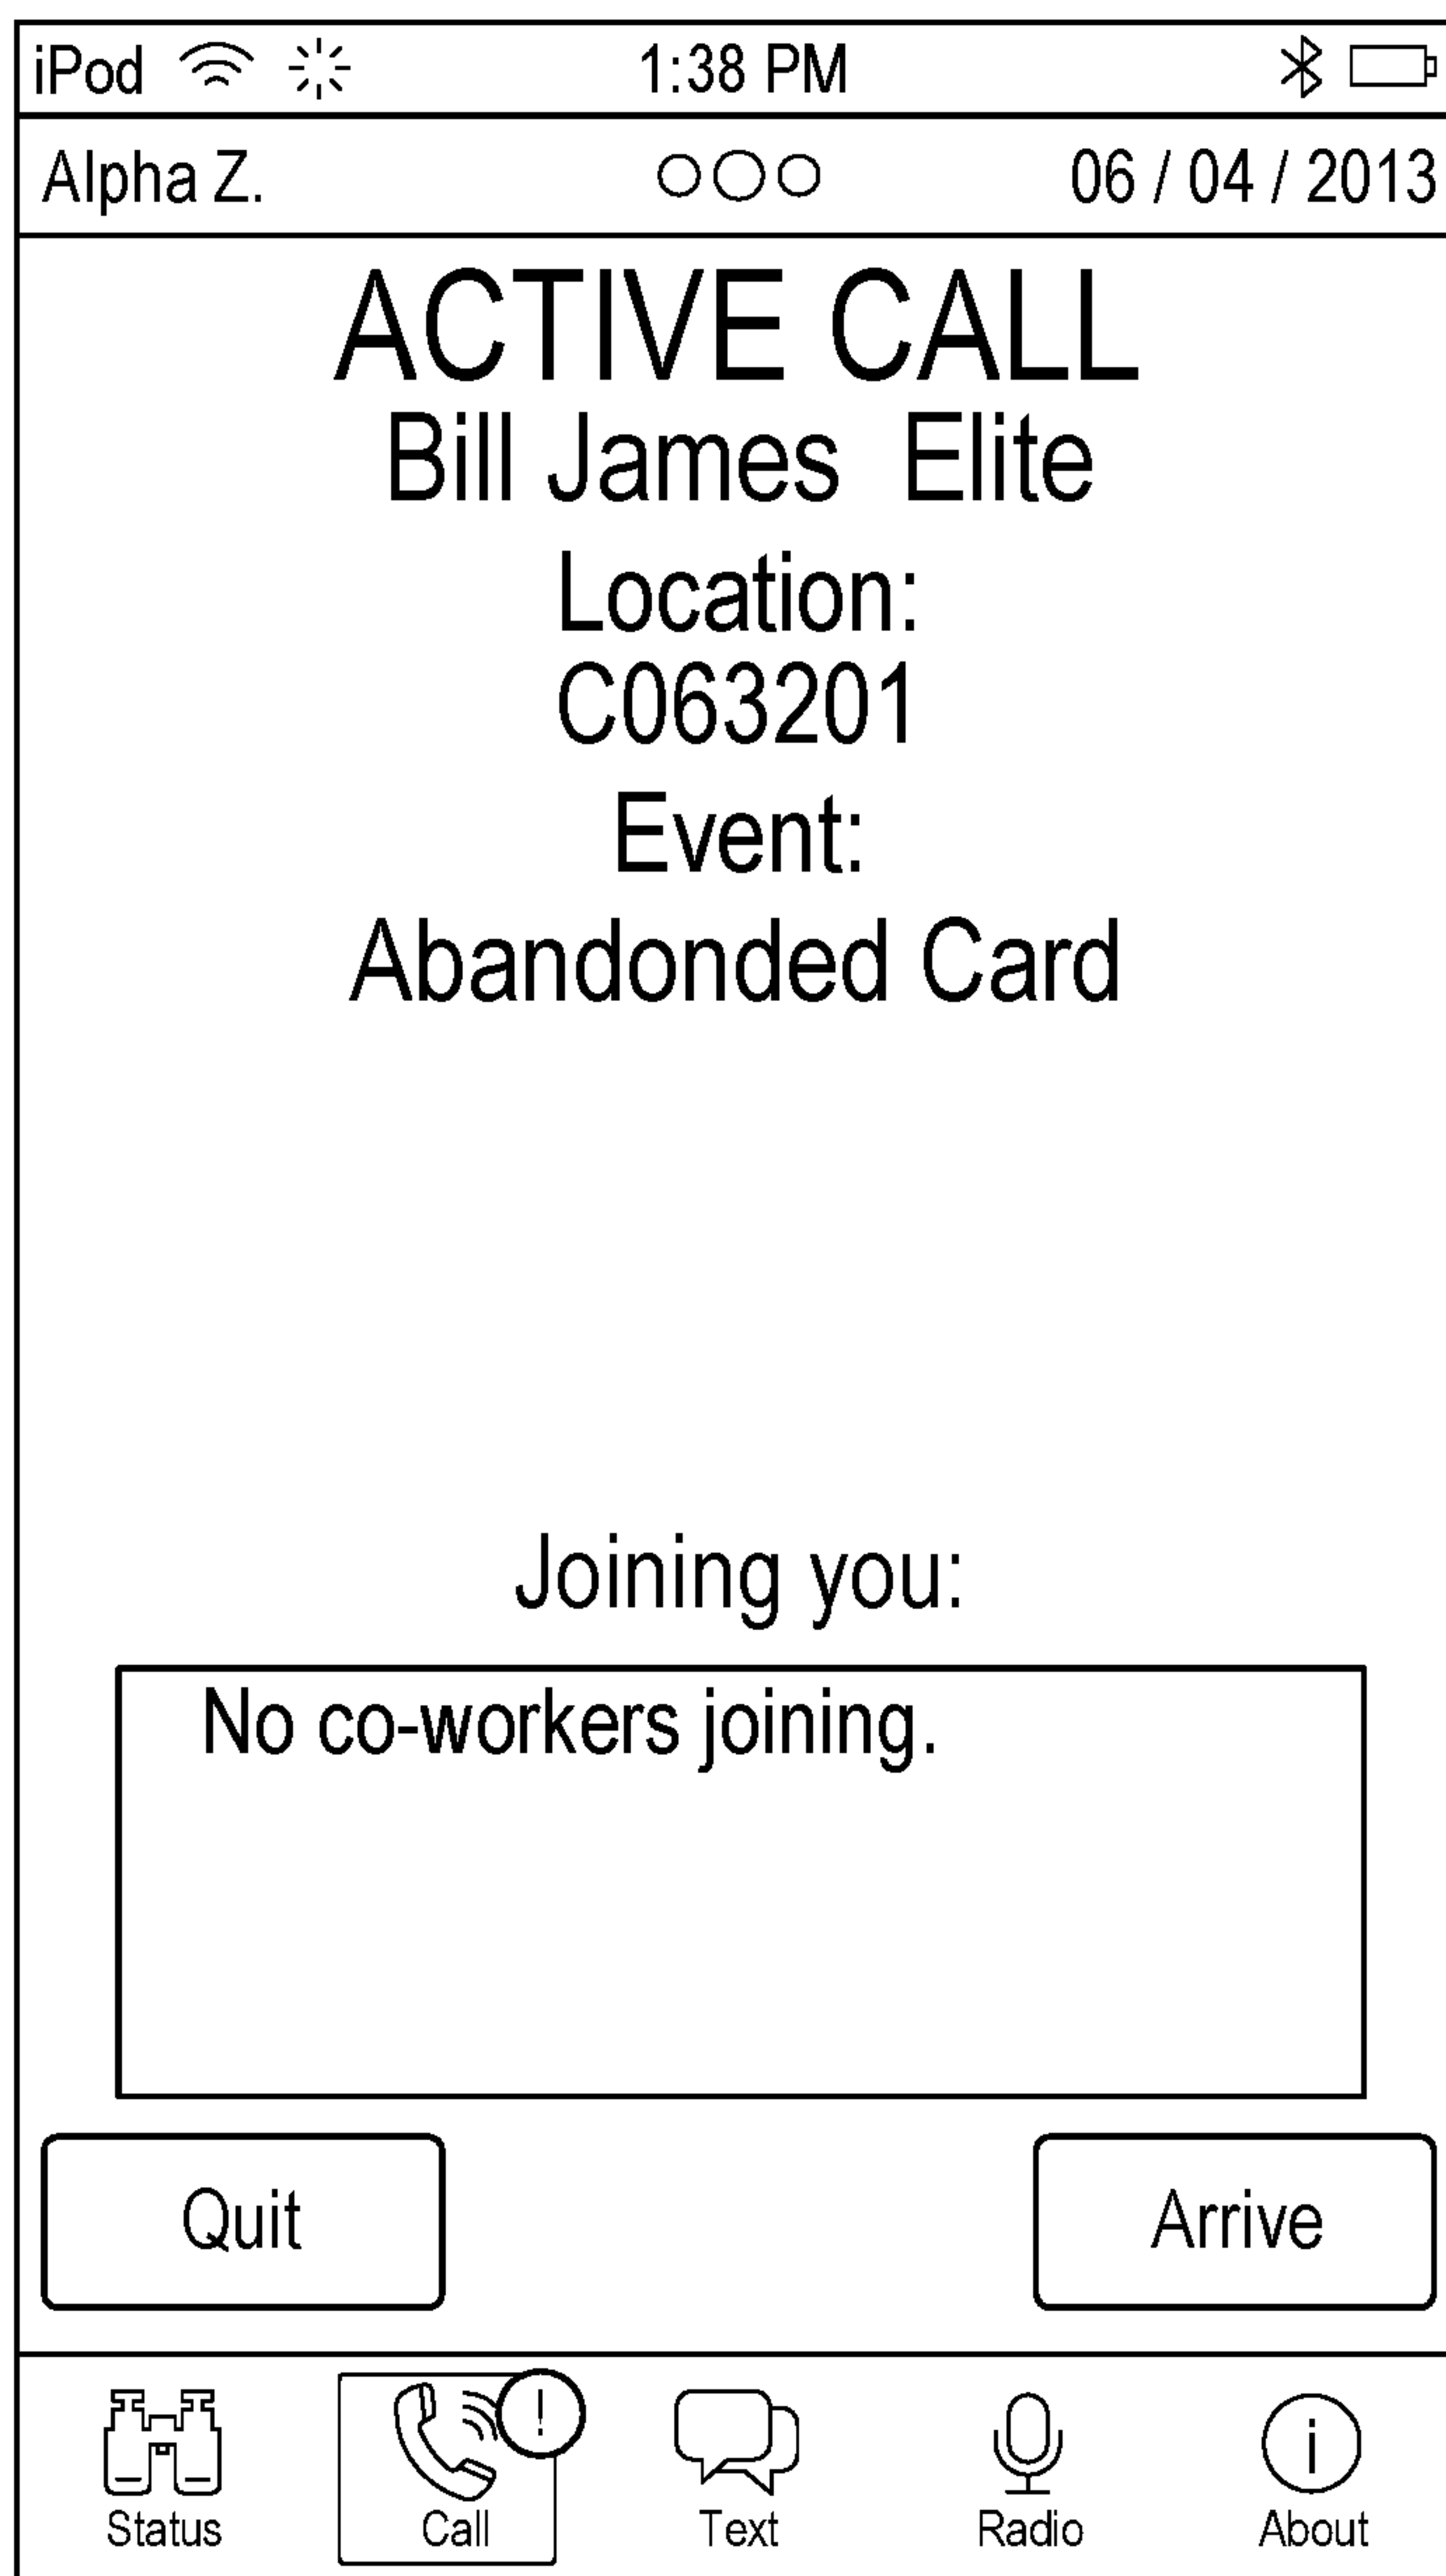 iPod 1:38 PM
Alpha Z. 06 / 04 / 2013
ACTIVE CALL
Bill James Elite
Location:
C063201
Event:
Abandonded Card
Joining you:
No co-workers joining.
Quit Arrive
! i
Status Call Text Radio About